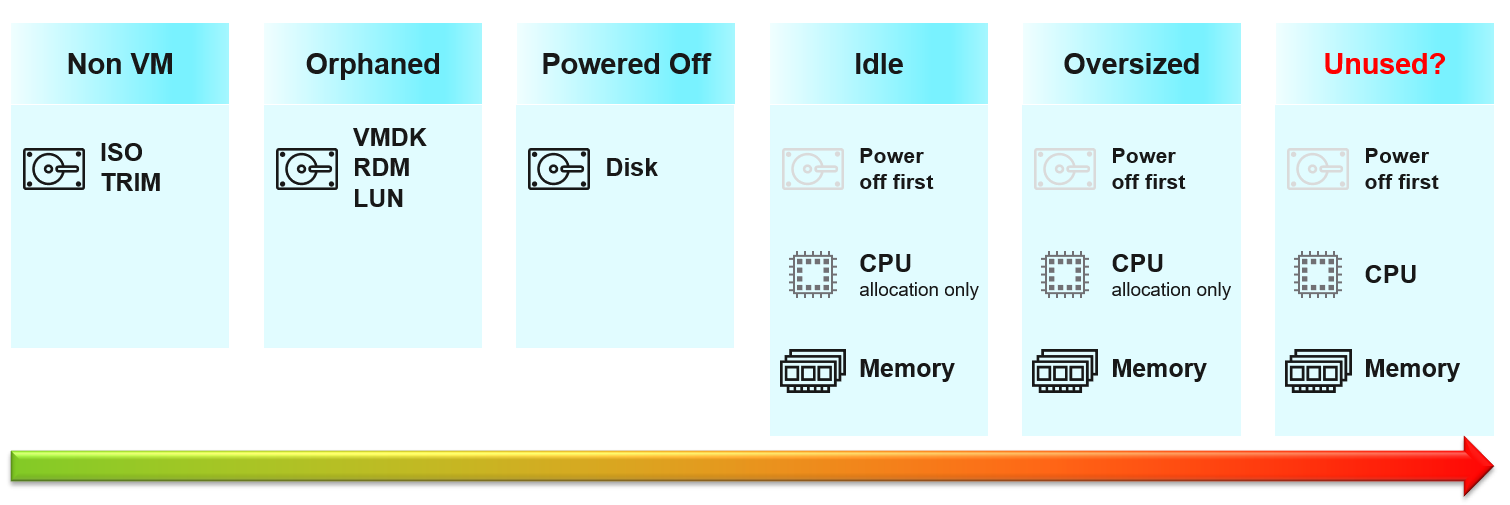 Non VM
ISO
TRIM
Orphaned
VMDK
RDM
LUN
Powered Off
Disk
Idle
Power
off first
CPU
allocation only
Memory
Oversized
Power
off first
CPU
allocation only
Memory
Unused?
Power
off first
CPU
Memory